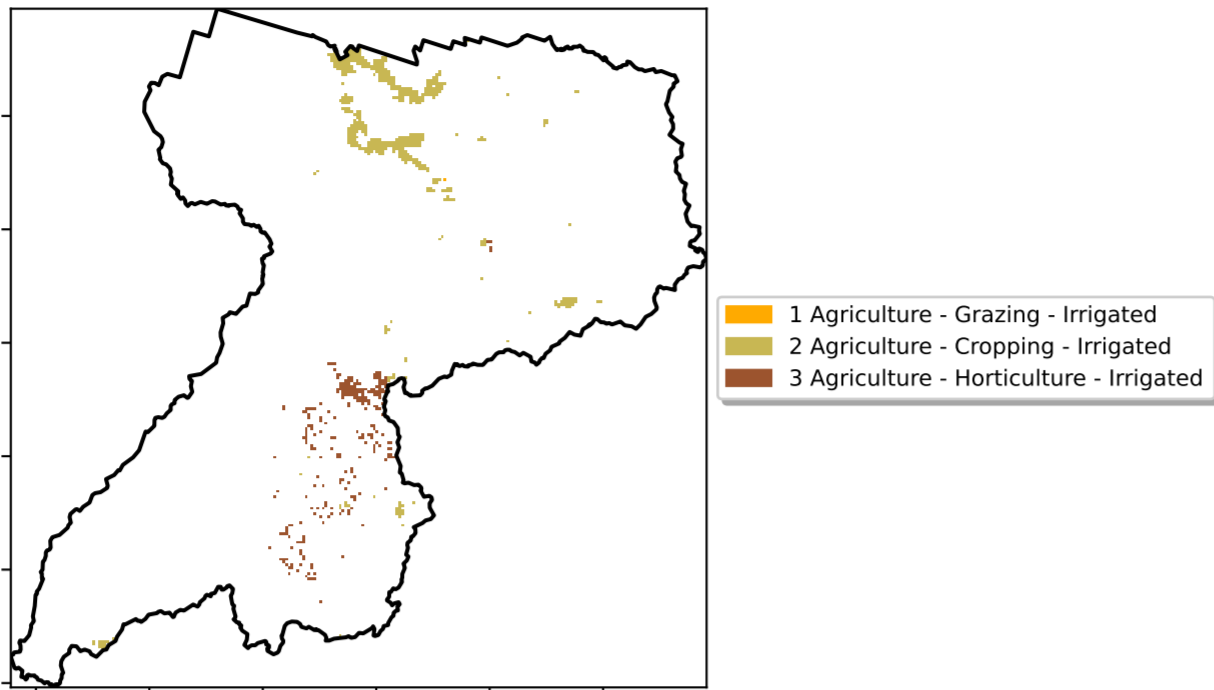 1 Agriculture - Grazing - Irrigated
2 Agriculture - Cropping - Irrigated
3 Agriculture - Horticulture - Irrigated